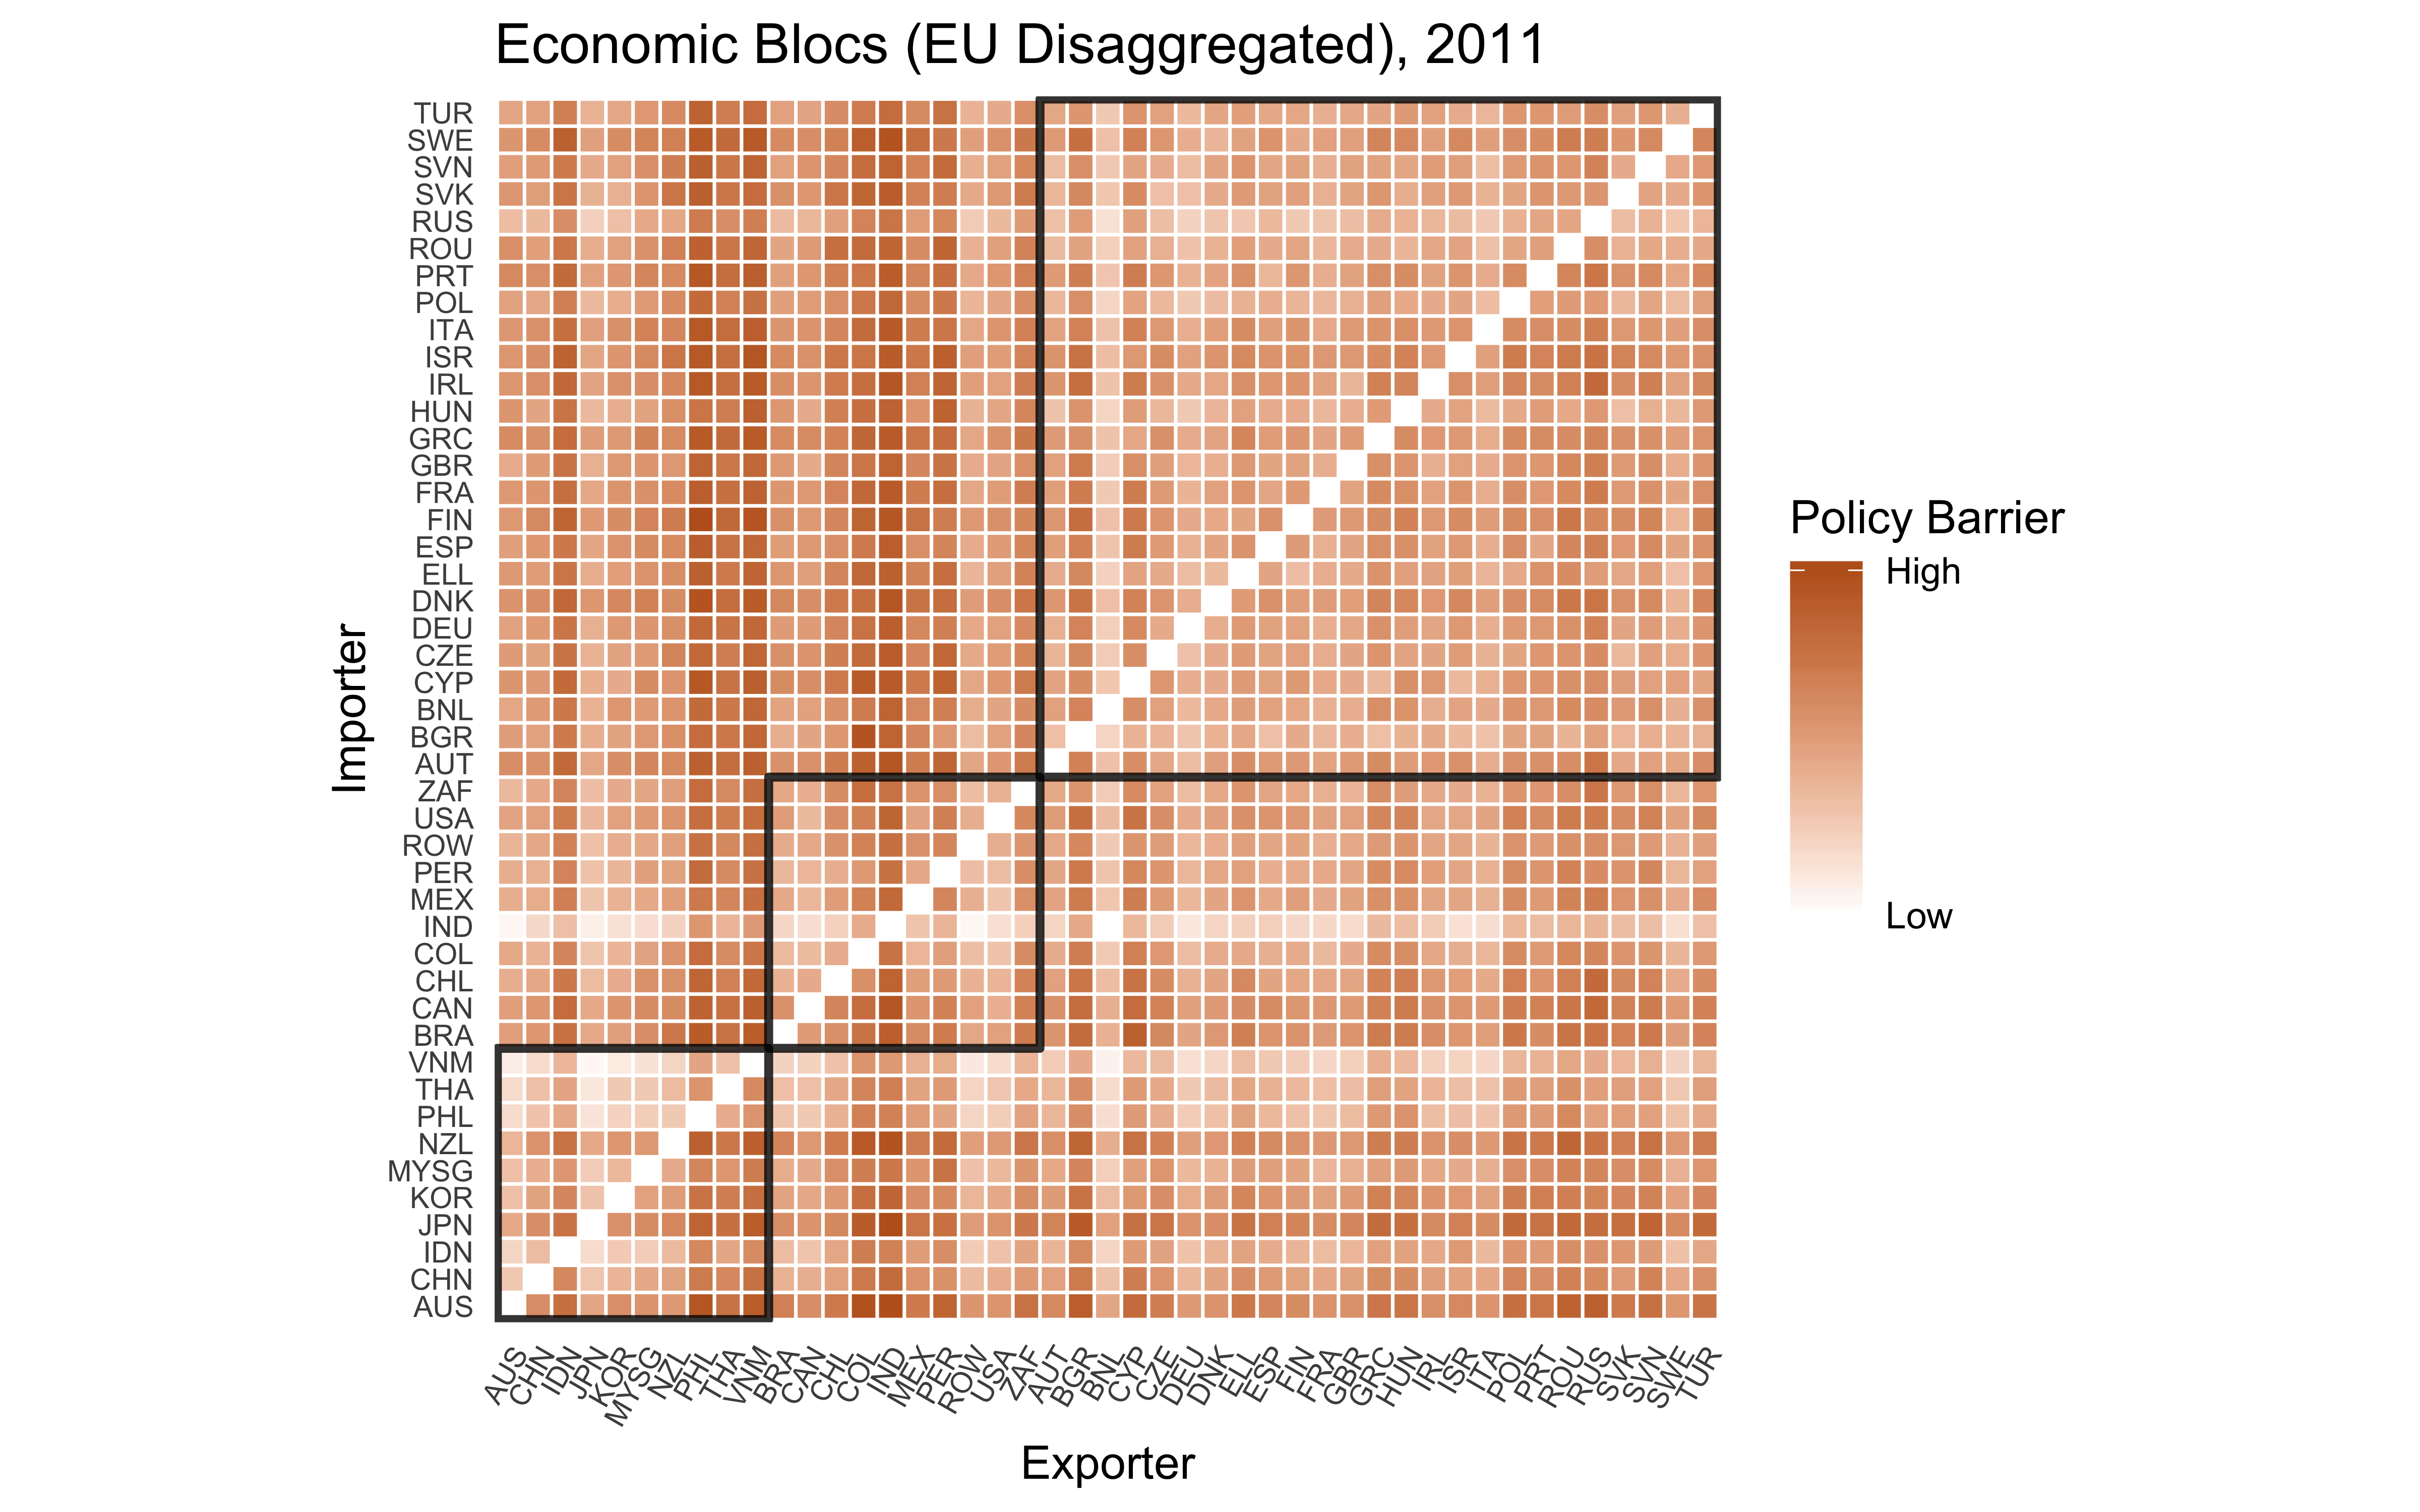 Economic Blocs (EU Disaggregated), 2011
TUR
SWE
SVN
SVK
RUS
ROU
PRT
POL
ITA
ISR
IRL
HUN
GRC
GBR
FRA
FIN
ESP
ELL
DNK
DEU
CZE
CYP
BNL
BGR
AUT
ZAF
USA
ROW
PER
MEX
IND
COL
CHL
CAN
BRA
VNM
THA
PHL
NZL
MYSG
KOR
JPN
IDN
CHN
AUS
Importer
AUS
CHN
IDN
JPN
KOR
MYSG
NZL
PHL
THA
VNM
BRA
CAN
CHL
COL
IND
MEX
PER
ROW
USA
ZAF
AUT
BGR
BNL
CYP
CZE
DEU
DNK
ELL
ESP
FIN
FRA
GBR
GRC
HUN
IRL
ISR
ITA
POL
PRT
ROU
RUS
SVK
SVN
SWE
TUR
Exporter
Policy Barrier
High
Low